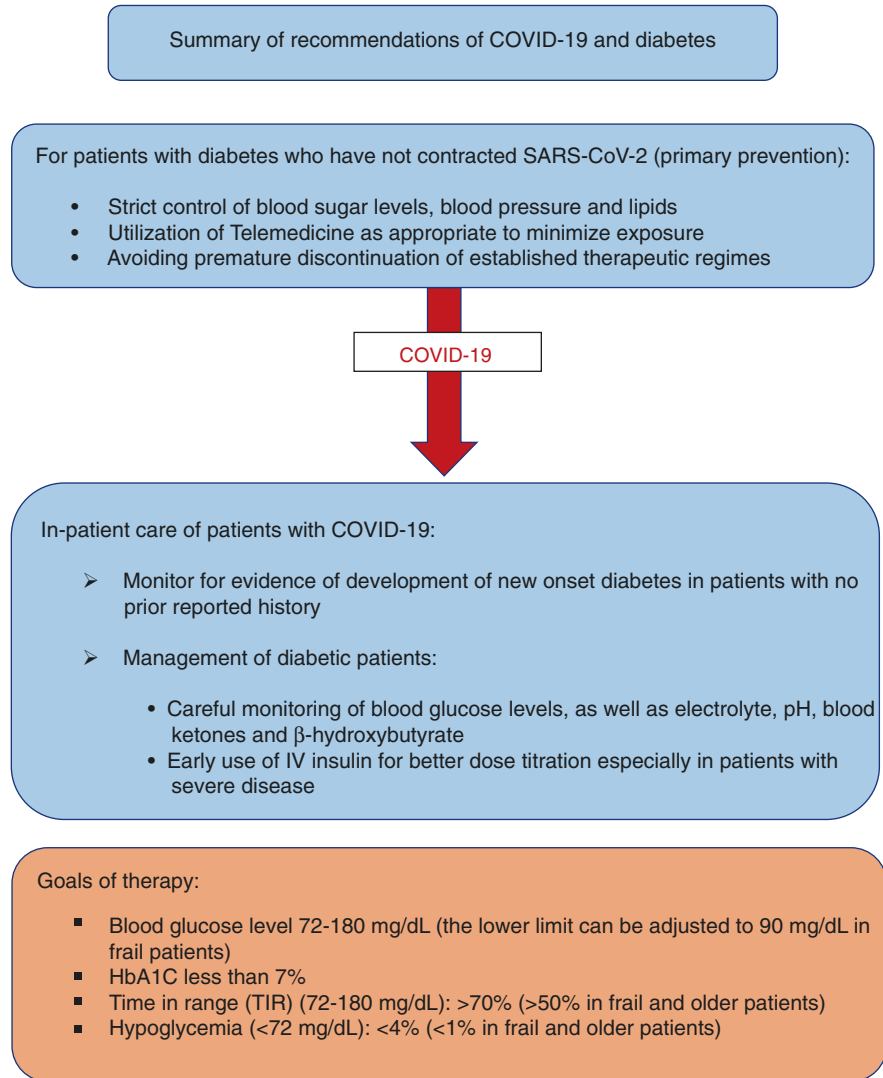 Summary of recommendations of COVID-19 and diabetes
For patients with diabetes who have not contracted SARS-CoV-2 (primary prevention):
• Strict control of blood sugar levels, blood pressure and lipids
• Utilization of Telemedicine as appropriate to minimize exposure
• Avoiding premature discontinuation of established therapeutic regimes
COVID-19
In-patient care of patients with COVID-19:
➢ Monitor for evidence of development of new onset diabetes in patients with no
prior reported history
➢ Management of diabetic patients:
• Careful monitoring of blood glucose levels, as well as electrolyte, pH, blood
ketones and β-hydroxybutyrate
• Early use of IV insulin for better dose titration especially in patients with
severe disease
Goals of therapy:
▪ Blood glucose level 72-180 mg/dL (the lower limit can be adjusted to 90 mg/dL in
frail patients)
▪ HbA1C less than 7%
▪ Time in range (TIR) (72-180 mg/dL): >70% (>50% in frail and older patients)
▪ Hypoglycemia (<72 mg/dL): <4% (<1% in frail and older patients)